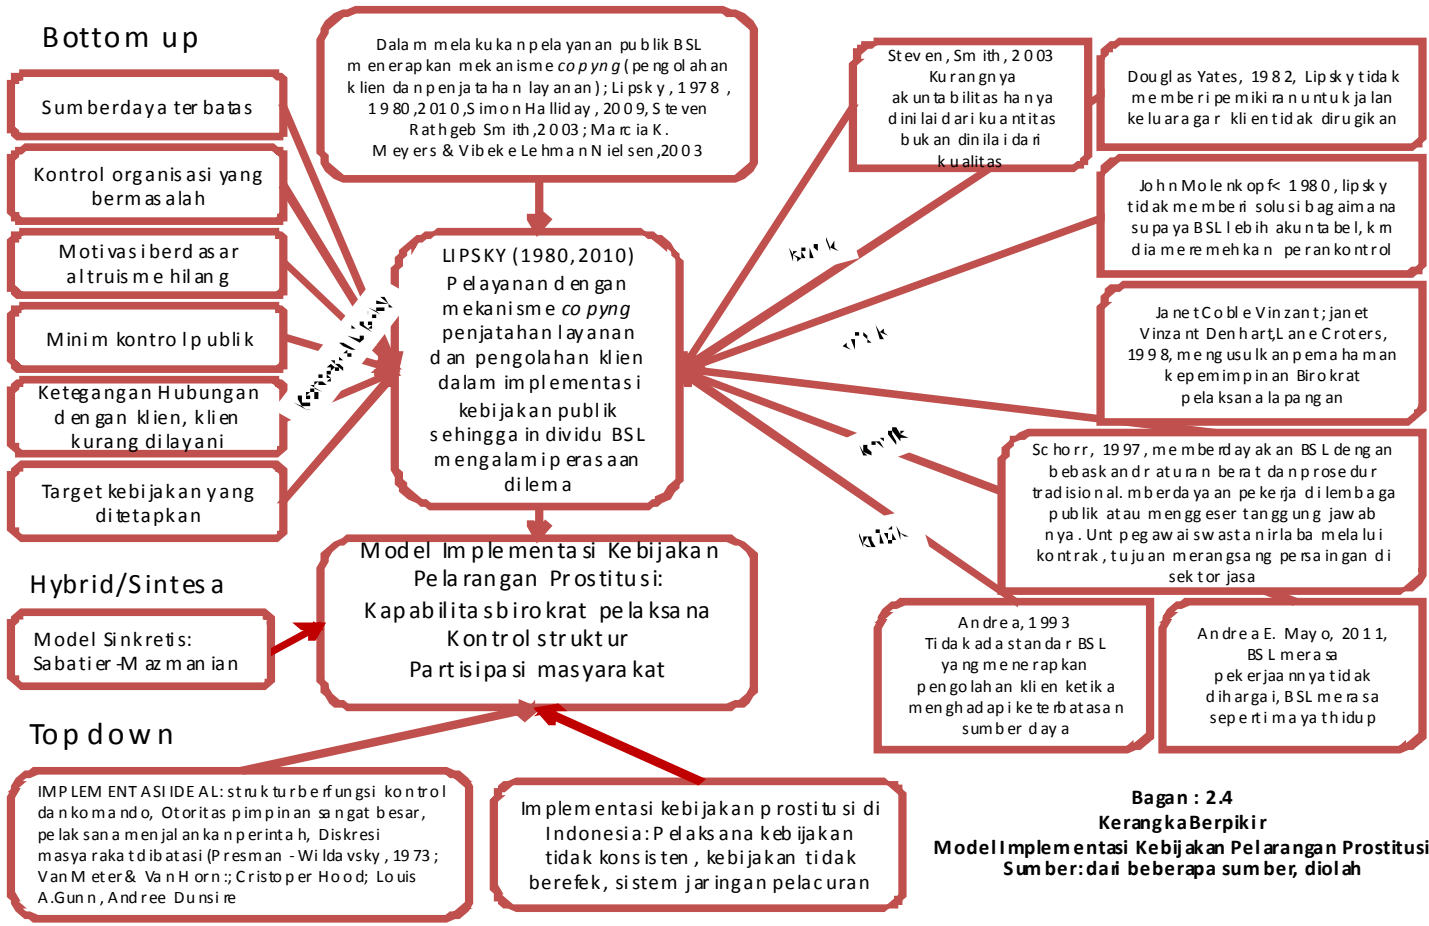 Bottom up
Sumberdaya terbatas
Kontrol organisasi yang
bermasalah
Motivasi berdasar
altruisme hilang
Minim kontrol publik
Ketegangan Hubungan
dengan klien, klien
kurang dilayani
Target kebijakan yang
ditetapkan
Dalam melakukan pelayanan publik BSL
menerapkan mekanisme copyng (pengolahan
klien dan penjatahan layanan); Lipsky, 1978,
1980,2010,Simon Halliday, 2009, Steven
Rathgeb Smith,2003; Marcia K.
Meyers & Vibeke Lehman Nielsen,2003
LIPSKY (1980,2010)
Pelayanan dengan
mekanisme copyng
penjatahan layanan
dan pengolahan klien
dalam implementasi
kebijakan publik
sehingga individu BSL
mengalami perasaan
dilema
Steven, Smith, 2003
Kurangnya
akuntabilitas hanya
dinilai dari kuantitas
bukan dinilai dari
kualitas
Douglas Yates, 1982, Lipsky tidak
memberi pemikiran untuk jalan
keluar agar klien tidak dirugikan
John Molenkopf< 1980, lipsky
tidak memberi solusi bagaimana
supaya BSL lebih akuntabel, krn
dia meremehkan peran kontrol
Janet Coble Vinzant; janet
Vinzant Denhart,Lane Croters,
1998, mengusulkan pemahaman
kepemimpinan Birokrat
pelaksana lapangan
Schorr, 1997, memberdayakan BSL dengan
bebaskan dr aturan berat dan prosedur
tradisional. mberdayaan pekerja di lembaga
publik atau menggeser tanggung jawab
nya. Unt pegawai swasta nirlaba melalui
kontrak, tujuan merangsang persaingan di
sektor jasa
Andrea, 1993
Tidak ada standar BSL
yang menerapkan
pengolahan klien ketika
menghadapi keterbatasan
sumber daya
Andrea E. Mayo, 2011,
BSL merasa
pekerjaannya tidak
dihargai, BSL merasa
seperti mayat hidup
Model Implementasi Kebijakan
Pelarangan Prostitusi:
Kapabilitas birokrat pelaksana
Kontrol struktur
Partisipasi masyarakat
Hybrid/Sintesa
Model Sinkretis:
Sabatier-Mazmanian
Top down
IMPLEMENTASI IDEAL: struktur berfungsi kontrol
dan komando, Otoritas pimpinan sangat besar,
pelaksana menjalankan perintah, Diskresi
masyarakat dibatasi (Presman - Wildavsky, 1973;
Van Meter & Van Horn:; Cristoper Hood; Louis
A.Gunn, Andree Dunsire
Implementasi kebijakan prostitusi di
Indonesia: Pelaksana kebijakan
tidak konsisten, kebijakan tidak
berefek, sistem jaringan pelacuran
Bagan : 2.4
Kerangka Berpikir
Model Implementasi Kebijakan Pelarangan Prostitusi
Sumber: dari beberapa sumber, diolah